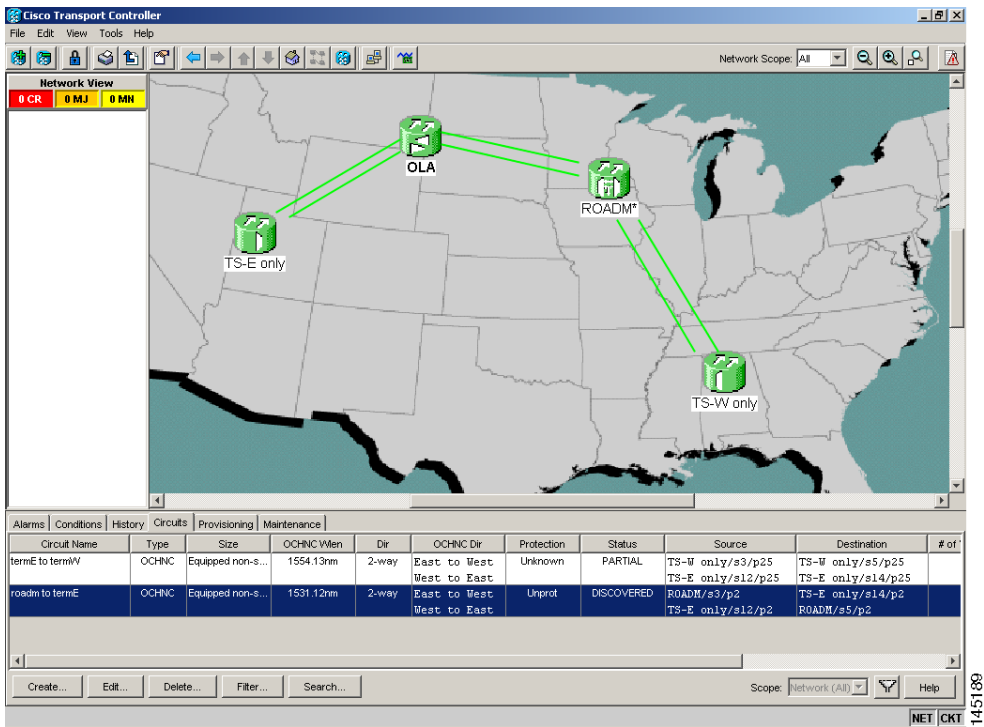 Cisco Transport Controller
File Edit View Tools Help
Network Scope: All
Network View
0 CR 0 MJ 0 MN
OLA
ROADM*
TS-E only
TS-W only
Alarms Conditions History Circuits Provisioning Maintenance
Circuit Name Type Size OCHNC Wlen Dir OCHNC Dir Protection Status Source Destination # of
termE to termW OCHNC Equipped non-s... 1554.13nm 2-way East to West Unknown PARTIAL TS-W only/s3/p25 TS-W only/s5/p25
West to East TS-E only/s12/p25 TS-E only/s14/p25
roadm to termE OCHNC Equipped non-s... 1531.12nm 2-way East to West Unprot DISCOVERED ROADM/s3/p2 TS-E only/s14/p2
West to East TS-E only/s12/p2 ROADM/s5/p2
Create... Edit... Delete... Filter... Search... Scope: Network (All) Help
NET CKT
145189